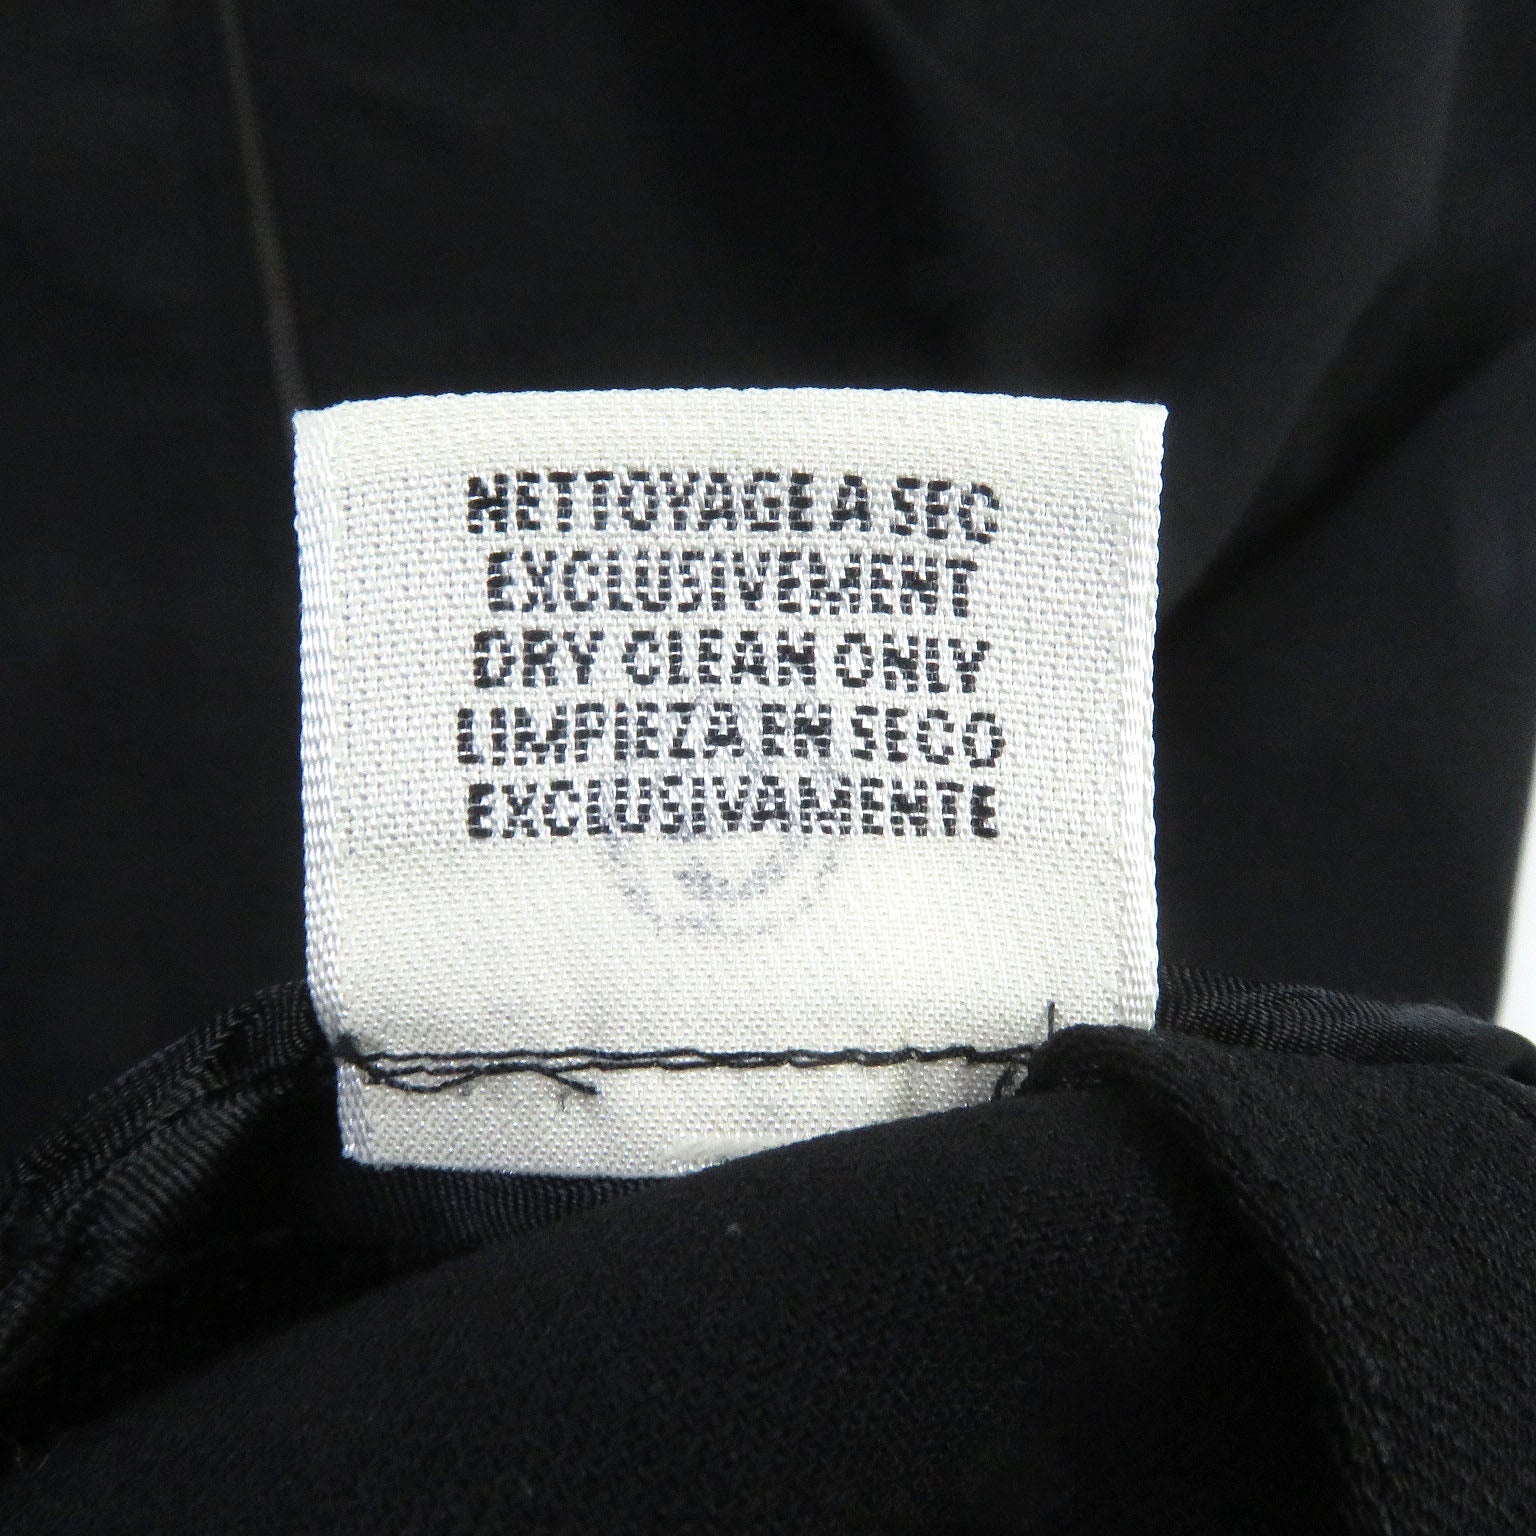 NETTOYAGE A SEC
EXCLUSIVEMENT
DRY CLEAN ONLY
LIMPIEZA EN SECO
EXCLUSIVAMENTE